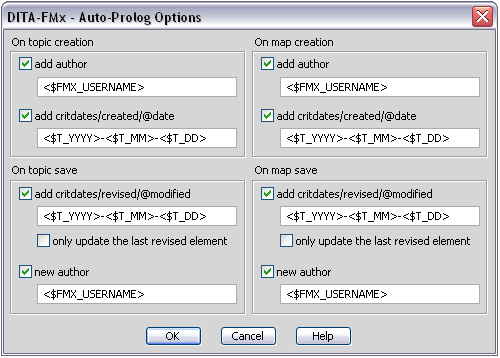 DITA-FMx - Auto-Prolog Options
On topic creation
add author
<$FMX_USERNAME>
add critdates/created/@date
<$T_YYYY>-<$T_MM>-<$T_DD>
On map creation
add author
<$FMX_USERNAME>
add critdates/created/@date
<$T_YYYY>-<$T_MM>-<$T_DD>
On topic save
add critdates/revised/@modified
<$T_YYYY>-<$T_MM>-<$T_DD>
only update the last revised element
new author
<$FMX_USERNAME>
On map save
add critdates/revised/@modified
<$T_YYYY>-<$T_MM>-<$T_DD>
only update the last revised element
new author
<$FMX_USERNAME>
OK
Cancel
Help